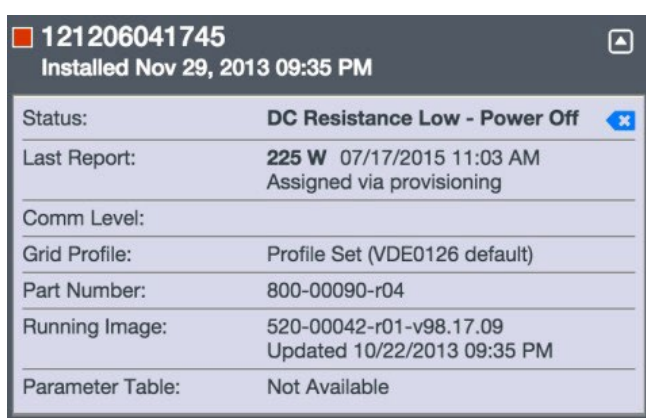 121206041745
Installed Nov 29, 2013 09:35 PM
Status: DC Resistance Low - Power Off
Last Report: 225 W 07/17/2015 11:03 AM
Assigned via provisioning
Comm Level:
Grid Profile: Profile Set (VDE0126 default)
Part Number: 800-00090-r04
Running Image: 520-00042-r01-v98.17.09
Updated 10/22/2013 09:35 PM
Parameter Table: Not Available